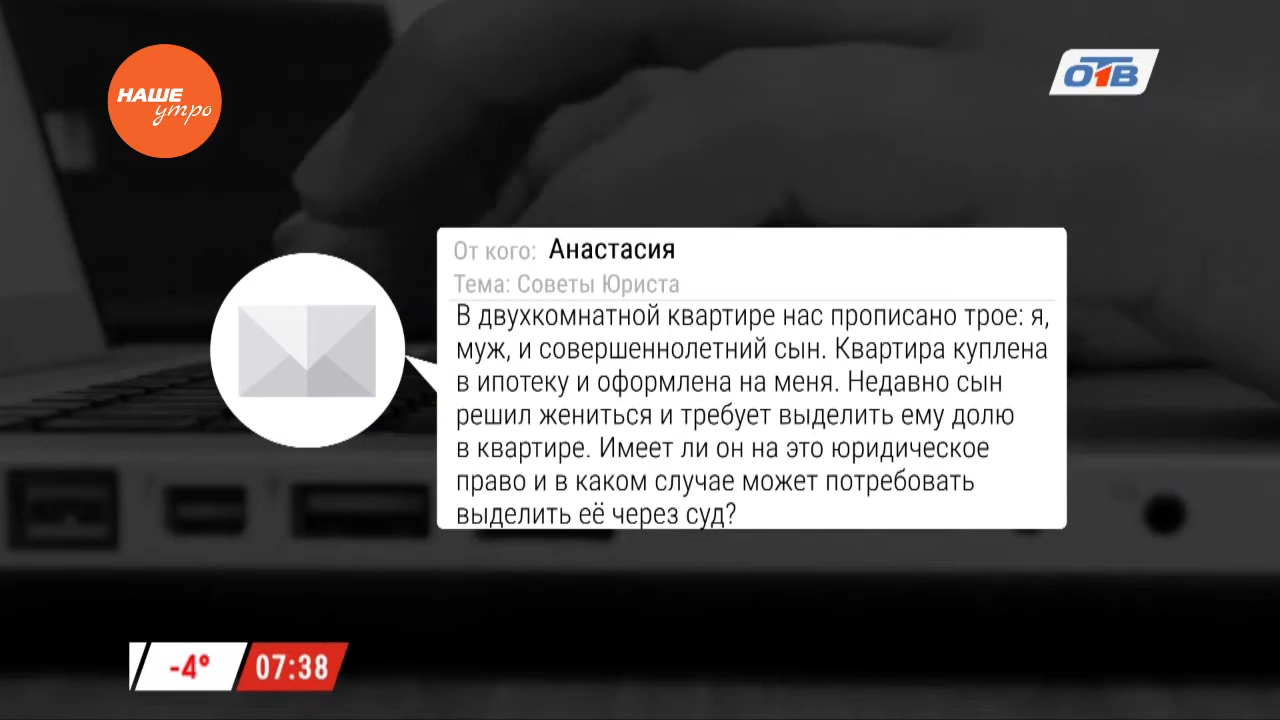 НАШЕ
утро
ОТВ
От кого: Анастасия
Тема: Советы Юриста
В двухкомнатной квартире нас прописано трое: я,
муж, и совершеннолетний сын. Квартира куплена
в ипотеку и оформлена на меня. Недавно сын
решил жениться и требует выделить ему долю
в квартире. Имеет ли он на это юридическое
право и в каком случае может потребовать
выделить её через суд?
-4° 07:38